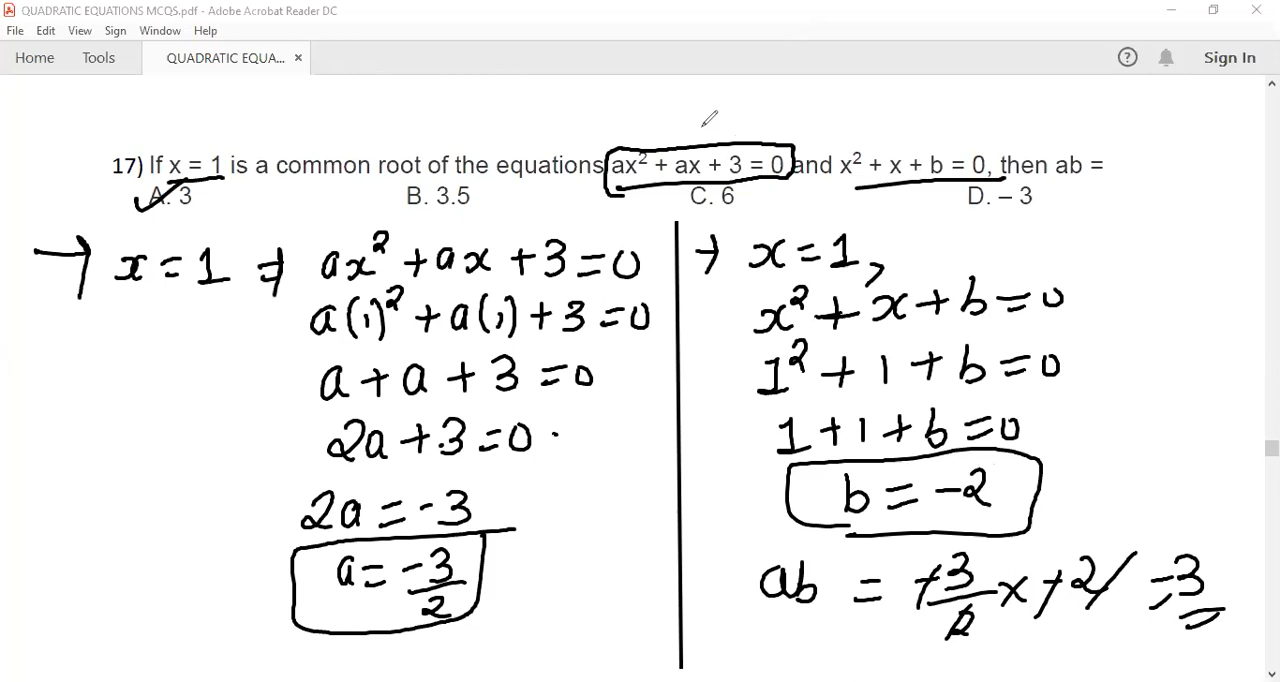 QUADRATIC EQUATIONS MCQS.pdf - Adobe Acrobat Reader DC
File Edit View Sign Window Help
Home Tools QUADRATIC EQUA... × Sign In
17) If x = 1 is a common root of the equations ax² + ax + 3 = 0 and x² + x + b = 0, then ab =
A. 3 B. 3.5 C. 6 D. – 3
→ x = 1 ⇒ ax² + ax + 3 = 0
a(1)² + a(1) + 3 = 0
a + a + 3 = 0
2a + 3 = 0
2a = -3
a = -3/2
→ x = 1,
x² + x + b = 0
1² + 1 + b = 0
1 + 1 + b = 0
b = -2
ab = -3/2 x -2 = 3